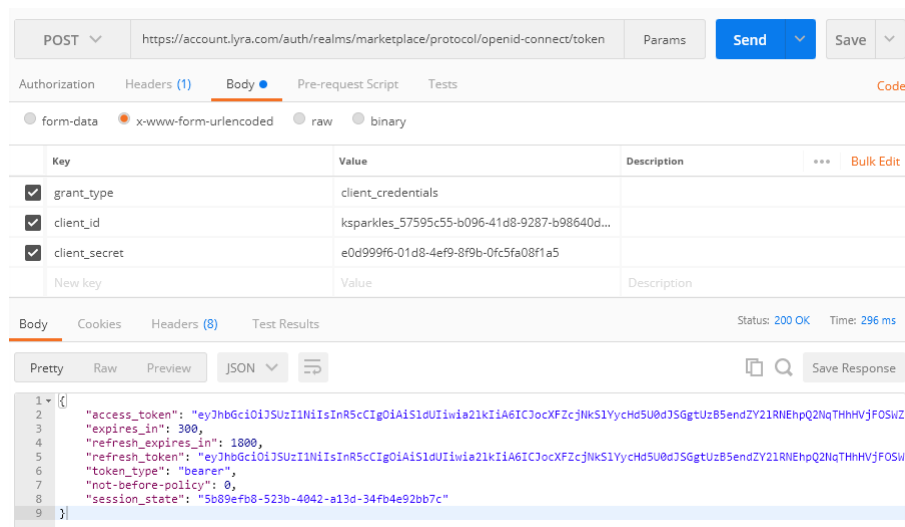 POST https://account.lyra.com/auth/realms/marketplace/protocol/openid-connect/token Params Send Save
Authorization Headers (1) Body Pre-request Script Tests Code
form-data x-www-form-urlencoded raw binary
Key Value Description ••• Bulk Edit
grant_type client_credentials
client_id ksparkles_57595c55-b096-41d8-9287-b98640d...
client_secret e0d999f6-01d8-4ef9-8f9b-0fc5fa08f1a5
New key Value Description
Body Cookies Headers (8) Test Results Status: 200 OK Time: 296 ms
Pretty Raw Preview JSON Save Response
1 {
2 "access_token": "eyJhbGciOiJSUzI1NiIsInR5cCIgOiAiSldUIiwia2lkIiA6ICJocXFZcjNkSlYycHd5U0dJSGgtUzB5endZY2lRNEhpQ2NqTHhHVjFOSWZ
3 "expires_in": 300,
4 "refresh_expires_in": 1800,
5 "refresh_token": "eyJhbGciOiJSUzI1NiIsInR5cCIgOiAiSldUIiwia2lkIiA6ICJocXFZcjNkSlYycHd5U0dJSGgtUzB5endZY2lRNEhpQ2NqTHhHVjFOSW
6 "token_type": "bearer",
7 "not-before-policy": 0,
8 "session_state": "5b89efb8-523b-4042-a13d-34fb4e92bb7c"
9 }